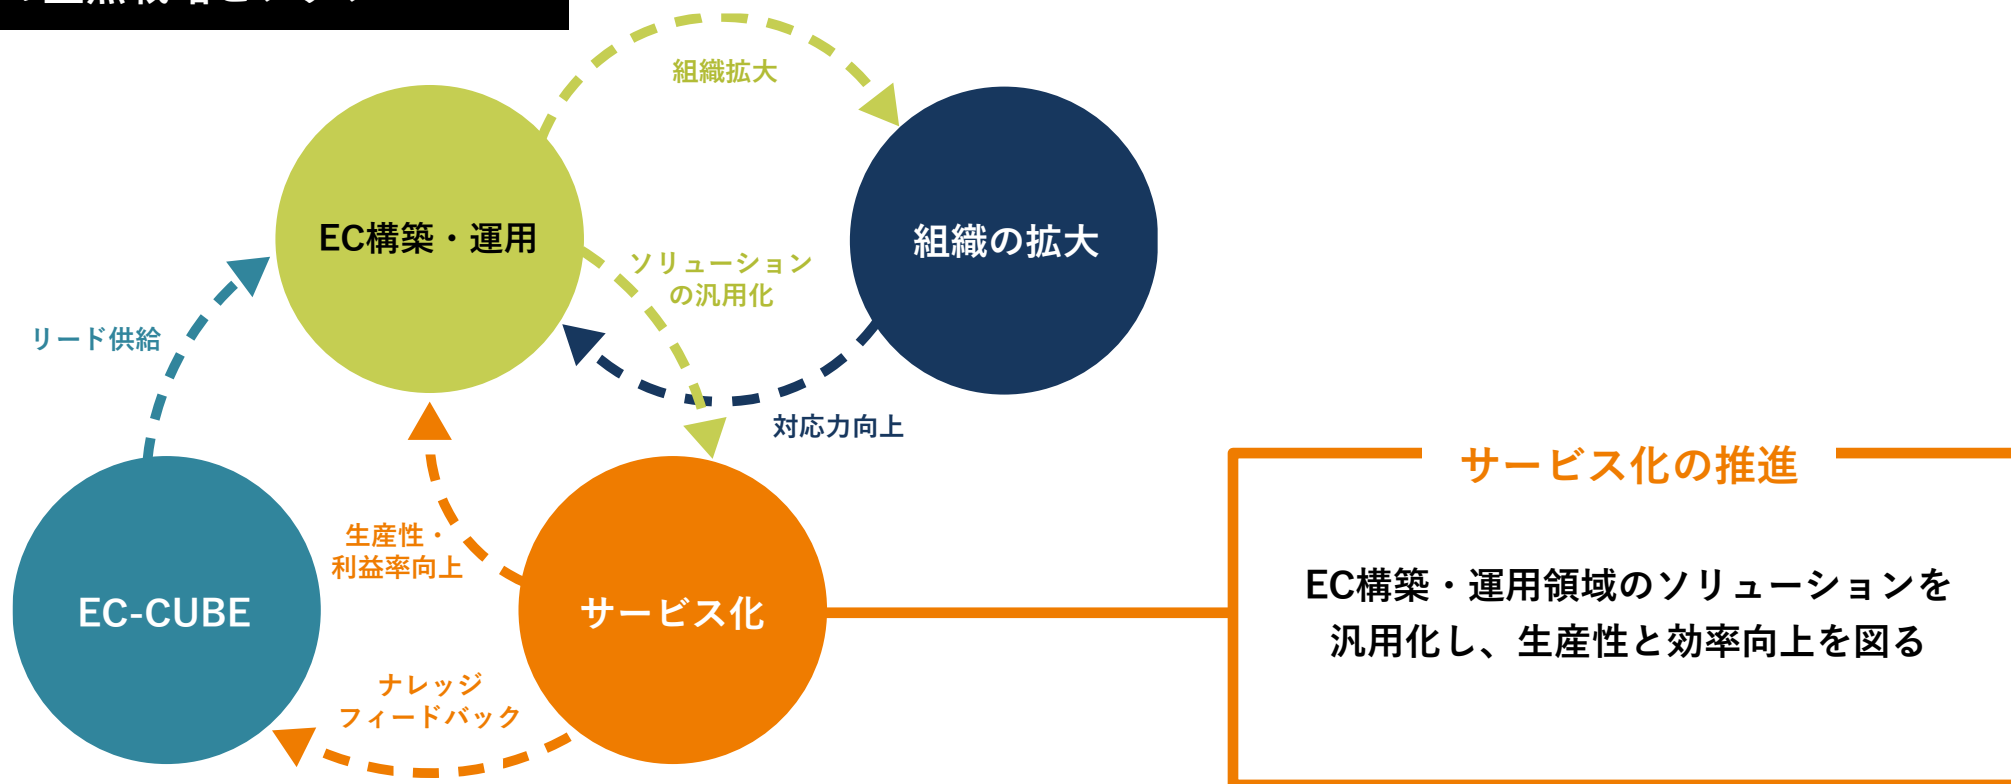 組織拡大
EC構築・運用
組織の拡大
ソリューション
の汎用化
リード供給
対応力向上
生産性・
利益率向上
EC-CUBE
サービス化
ナレッジ
フィードバック
サービス化の推進
EC構築・運用領域のソリューションを
汎用化し、生産性と効率向上を図る